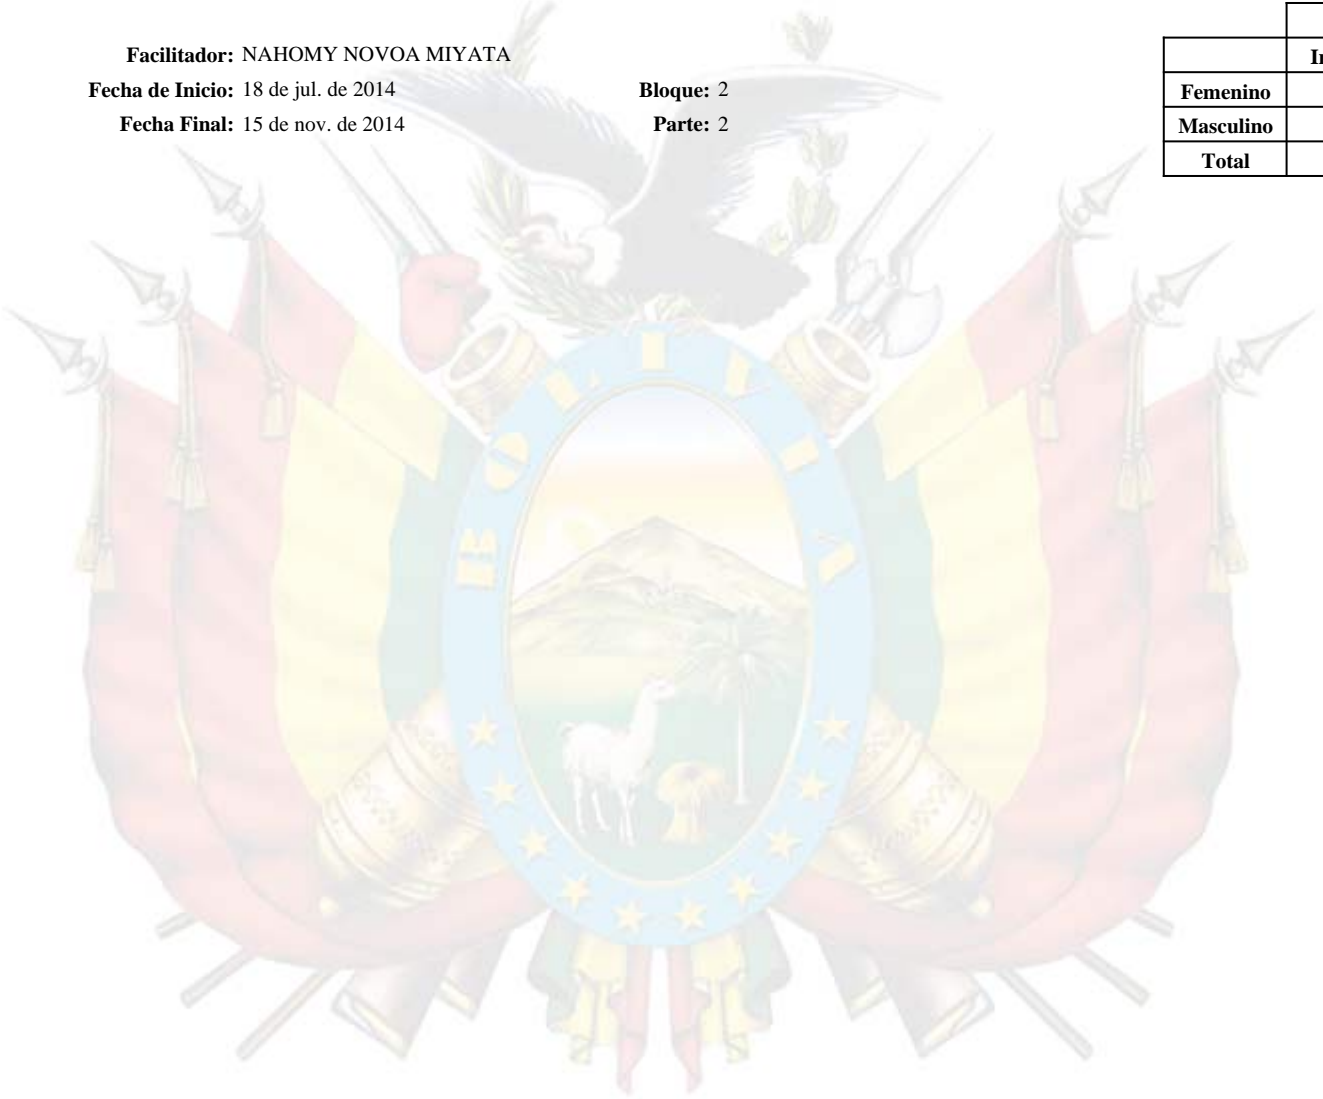 Facilitador: NAHOMY NOVOA MIYATA
Fecha de Inicio: 18 de jul. de 2014
Bloque: 2
Fecha Final: 15 de nov. de 2014
Parte: 2
Femenino
Masculino
Total
BOLIVIA